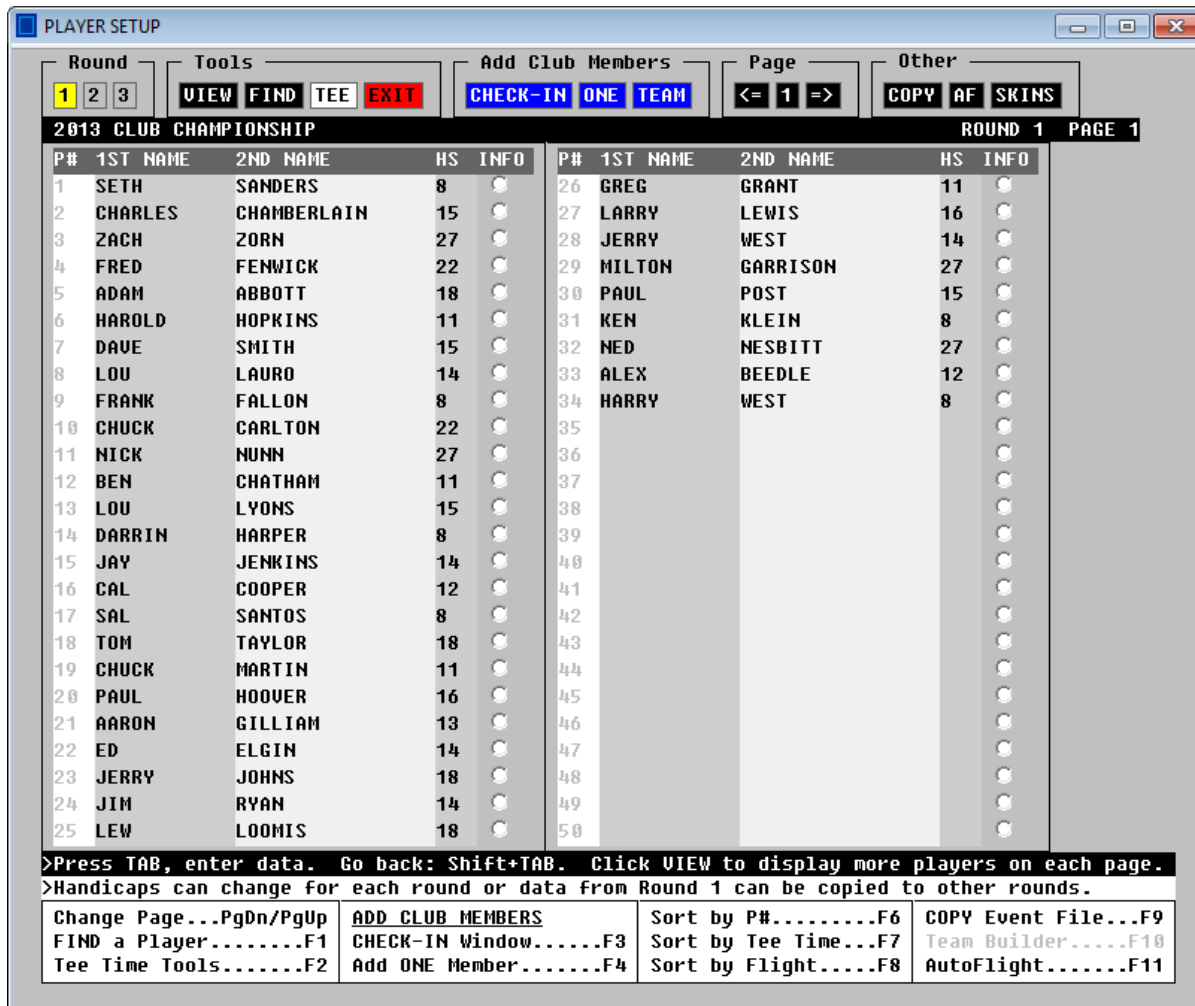 PLAYER SETUP
Round Tools Add Club Members Page Other
1 2 3 VIEW FIND TEE EXIT CHECK-IN ONE TEAM <= 1 => COPY AF SKINS
2013 CLUB CHAMPIONSHIP ROUND 1 PAGE 1
P# 1ST NAME 2ND NAME HS INFO P# 1ST NAME 2ND NAME HS INFO
1 SETH SANDERS 8 26 GREG GRANT 11
2 CHARLES CHAMBERLAIN 15 27 LARRY LEWIS 16
3 ZACH ZORN 27 28 JERRY WEST 14
4 FRED FENWICK 22 29 MILTON GARRISON 27
5 ADAM ABBOTT 18 30 PAUL POST 15
6 HAROLD HOPKINS 11 31 KEN KLEIN 8
7 DAVE SMITH 15 32 NED NESBITT 27
8 LOU LAURO 14 33 ALEX BEEDLE 12
9 FRANK FALLON 8 34 HARRY WEST 8
10 CHUCK CARLTON 22 35
11 NICK NUNN 27 36
12 BEN CHATHAM 11 37
13 LOU LYONS 15 38
14 DARRIN HARPER 8 39
15 JAY JENKINS 14 40
16 CAL COOPER 12 41
17 SAL SANTOS 8 42
18 TOM TAYLOR 18 43
19 CHUCK MARTIN 11 44
20 PAUL HOOVER 16 45
21 AARON GILLIAM 13 46
22 ED ELGIN 14 47
23 JERRY JOHNS 18 48
24 JIM RYAN 14 49
25 LEW LOOMIS 18 50
>Press TAB, enter data. Go back: Shift+TAB. Click VIEW to display more players on each page.
>Handicaps can change for each round or data from Round 1 can be copied to other rounds.
Change Page...PgDn/PgUp ADD CLUB MEMBERS Sort by P#.........F6 COPY Event File...F9
FIND a Player........F1 CHECK-IN Window......F3 Sort by Tee Time...F7 Team Builder.....F10
Tee Time Tools.......F2 Add ONE Member.......F4 Sort by Flight.....F8 AutoFlight.......F11